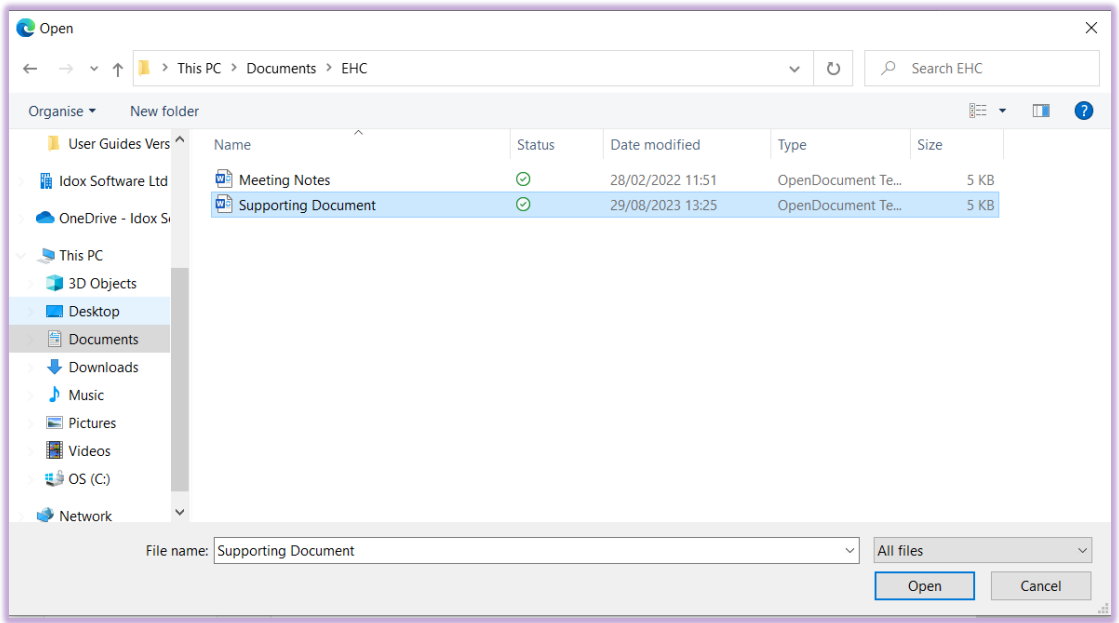 Open
This PC > Documents > EHC
Search EHC
Organise
New folder
?
User Guides Vers
Idox Software Ltd
OneDrive - Idox S
This PC
3D Objects
Desktop
Documents
Downloads
Music
Pictures
Videos
OS (C:)
Network
Name Status Date modified Type Size
Meeting Notes 28/02/2022 11:51 OpenDocument Te... 5 KB
Supporting Document 29/08/2023 13:25 OpenDocument Te... 5 KB
File name: Supporting Document All files
Open Cancel